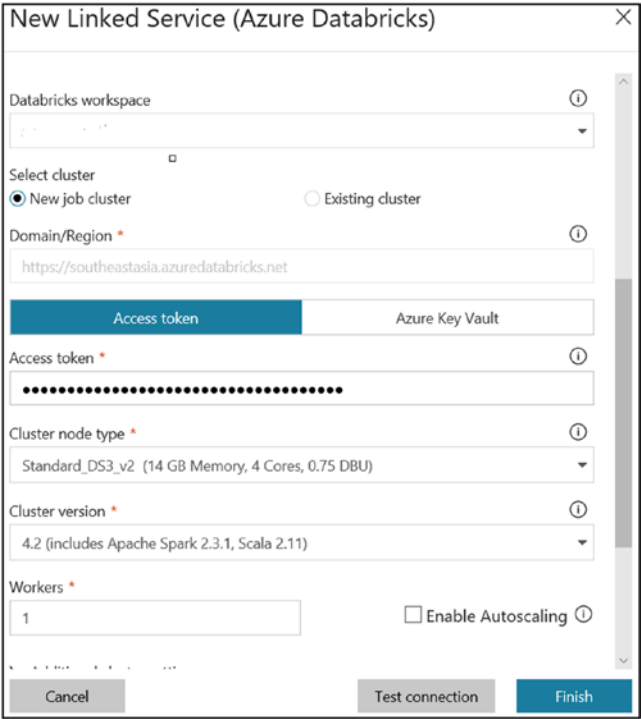 New Linked Service (Azure Databricks)
Databricks workspace
Select cluster
New job cluster Existing cluster
Domain/Region *
https://southeastasia.azuredatabricks.net
Access token Azure Key Vault
Access token *
••••••••••••••••••••••••••••••••••••
Cluster node type *
Standard_DS3_v2 (14 GB Memory, 4 Cores, 0.75 DBU)
Cluster version *
4.2 (includes Apache Spark 2.3.1, Scala 2.11)
Workers *
1 Enable Autoscaling
Cancel Test connection Finish